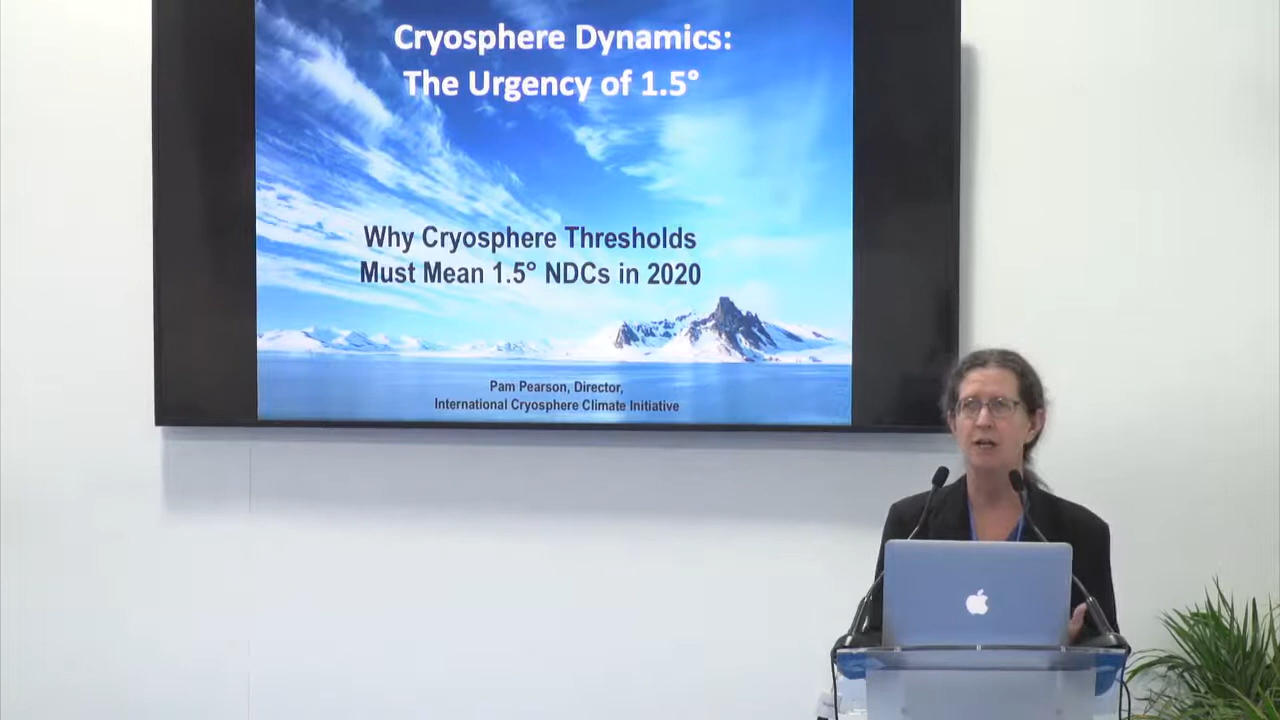 Cryosphere Dynamics:
The Urgency of 1.5°
Why Cryosphere Thresholds
Must Mean 1.5° NDCs in 2020
Pam Pearson, Director,
International Cryosphere Climate Initiative